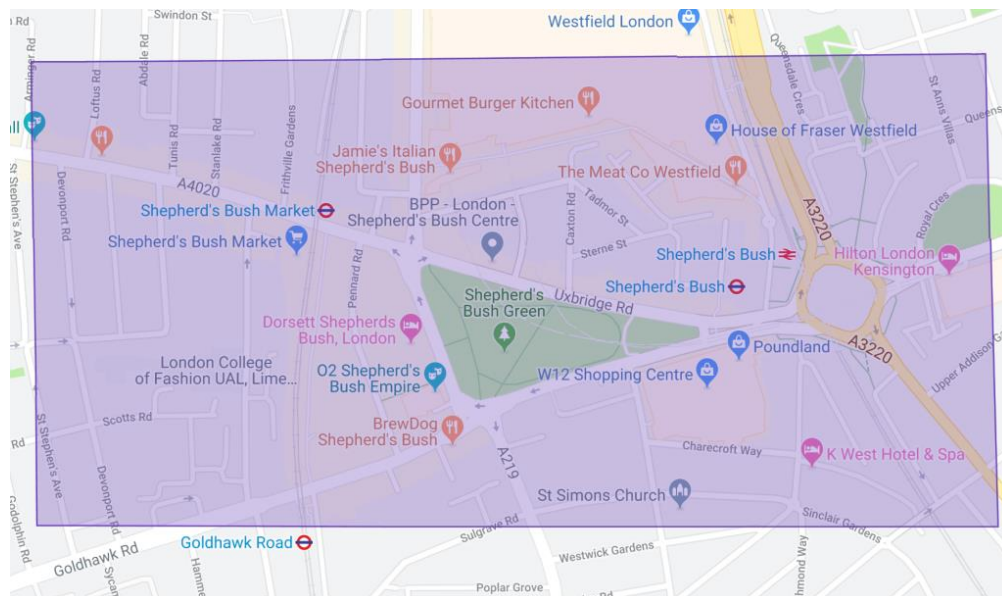 Swindon St
Westfield London
Arminger Rd
Loftus Rd
Abdale Rd
Tunis Rd
Stanlake Rd
Frithville Gardens
Queensdale Cres
St Anns Villas
Gourmet Burger Kitchen
House of Fraser Westfield
Jamie's Italian
Shepherd's Bush
The Meat Co Westfield
A4020
St Stephen's Ave
Devonport Rd
Shepherd's Bush Market
BPP - London -
Shepherd's Bush Centre
Caxton Rd
Tadmor St
Sterne St
A3220
Royal Cres
Shepherd's Bush Market
Shepherd's Bush
Hilton London
Kensington
Pennard Rd
Shepherd's Bush
Shepherd's
Bush Green
Uxbridge Rd
Dorsett Shepherds
Bush, London
A3220
Poundland
London College
of Fashion UAL, Lime...
O2 Shepherd's
Bush Empire
W12 Shopping Centre
Upper Addison
Scotts Rd
Rd
BrewDog
Shepherd's Bush
St Stephen's Ave
Devonport Rd
A219
Charecroft Way
K West Hotel & Spa
St Simons Church
Godolphin Rd
Sulgrave Rd
Sinclair Gardens
Goldhawk Road
Goldhawk Rd
Westwick Gardens
Poplar Grove